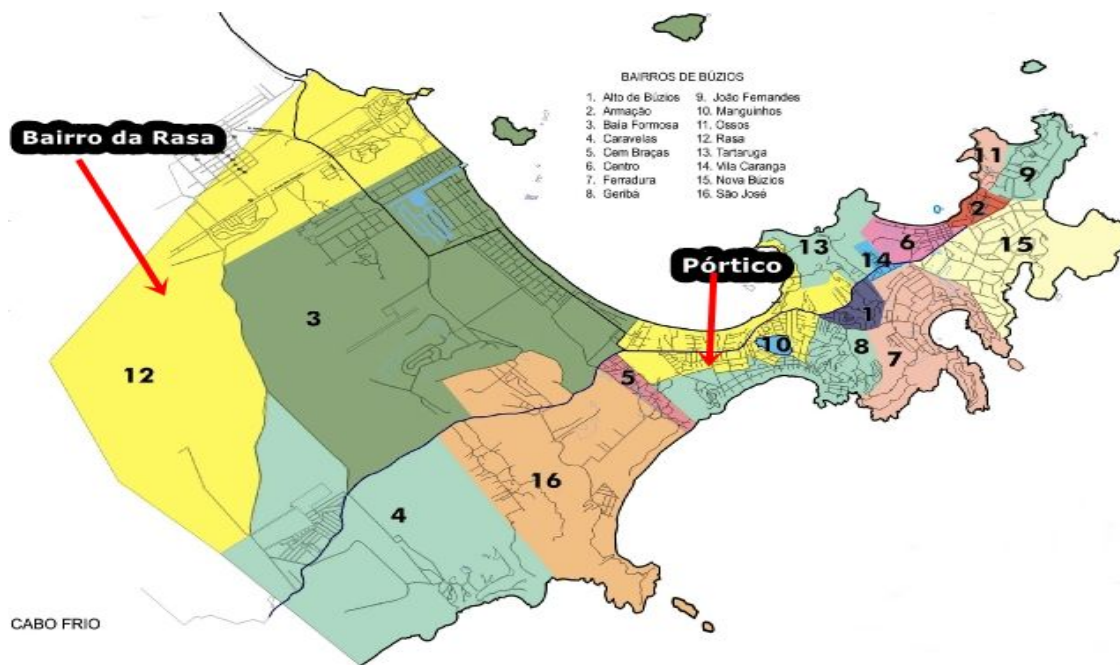 BAIRROS DE BÚZIOS
1. Alto de Búzios
2. Armação
3. Baía Formosa
4. Caravelas
5. Cem Braças
6. Centro
7. Ferradura
8. Geribá
9. João Fernandes
10. Manguinhos
11. Ossos
12. Rasa
13. Tartaruga
14. Vila Caranga
15. Nova Búzios
16. São José
Bairro da Rasa
Pórtico
11
9
2
13
6
15
14
3
1
12
10
8
7
5
16
4
CABO FRIO